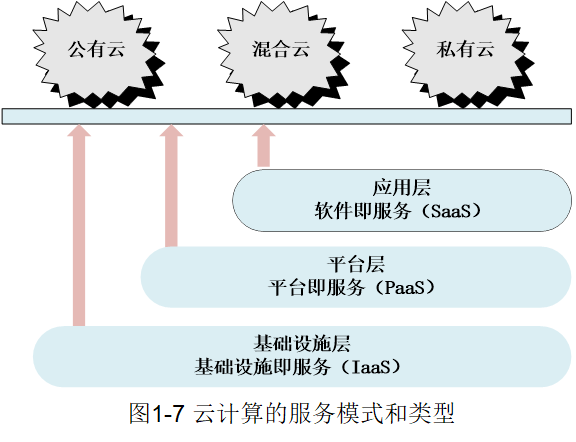 公有云
混合云
私有云
应用层
软件即服务（SaaS）
平台层
平台即服务（PaaS）
基础设施层
基础设施即服务（IaaS）
图1-7 云计算的服务模式和类型